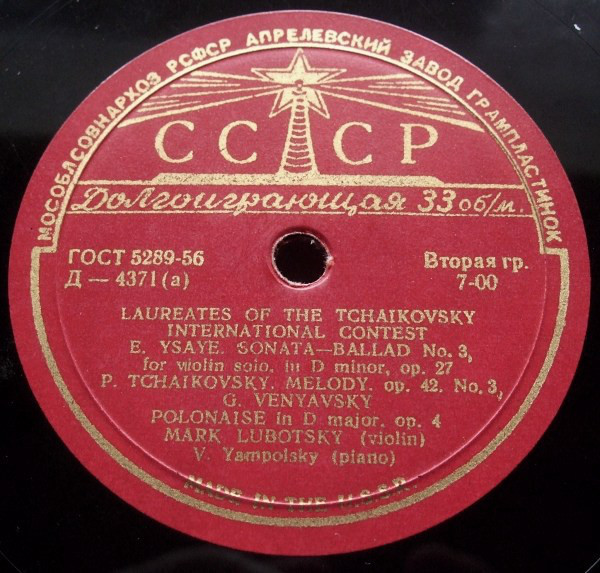 МОСОБЛСОВНАРХОЗ РСФСР АПРЕЛЕВСКИЙ ЗАВОД ГРАМПЛАСТИНОК
СССР
Долгоиграющая 33 об/м.
ГОСТ 5289-56
Д — 4371 (а)
Вторая гр.
7-00
LAUREATES OF THE TCHAIKOVSKY
INTERNATIONAL CONTEST
E. YSAYE. SONATA—BALLAD No. 3,
for violin solo, in D minor, op. 27
P. TCHAIKOVSKY. MELODY. op. 42. No. 3,
G. VENYAVSKY
POLONAISE in D major, op. 4
MARK LUBOTSKY (violin)
V. Yampolsky (piano)
MADE IN THE U.S.S.R.